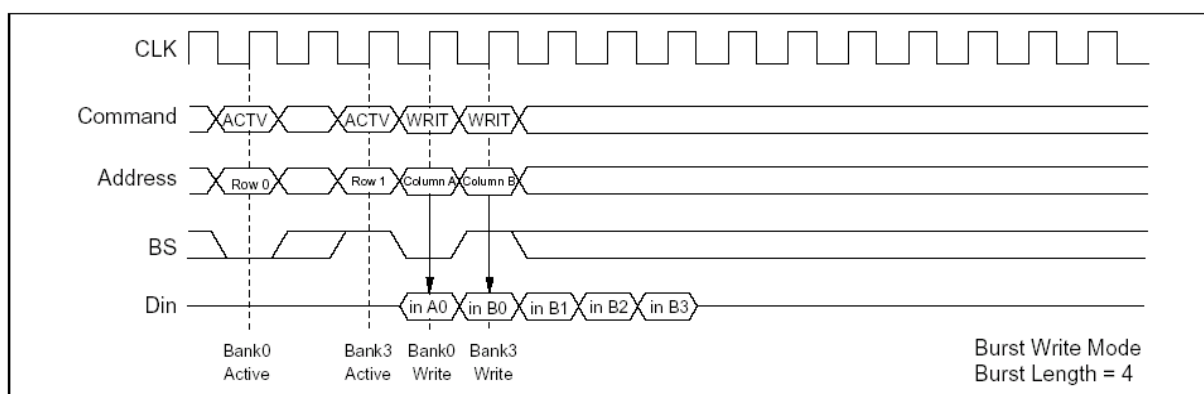 CLK
Command ACTV ACTV WRIT WRIT
Address Row 0 Row 1 Column A Column B
BS
Din in A0 in B0 in B1 in B2 in B3
Bank0 Bank3 Bank0 Bank3
Active Active Write Write
Burst Write Mode
Burst Length = 4